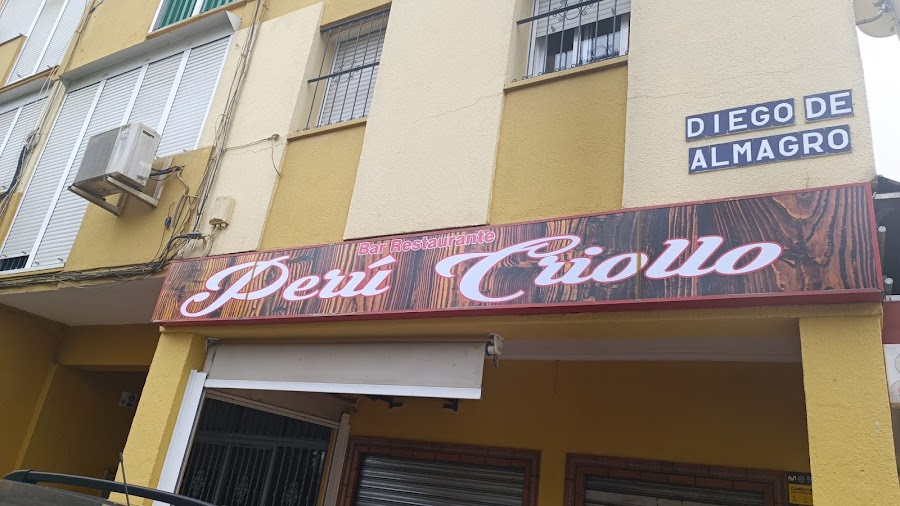 DIEGO DE
ALMAGRO
Bar Restaurante
Perú Criollo